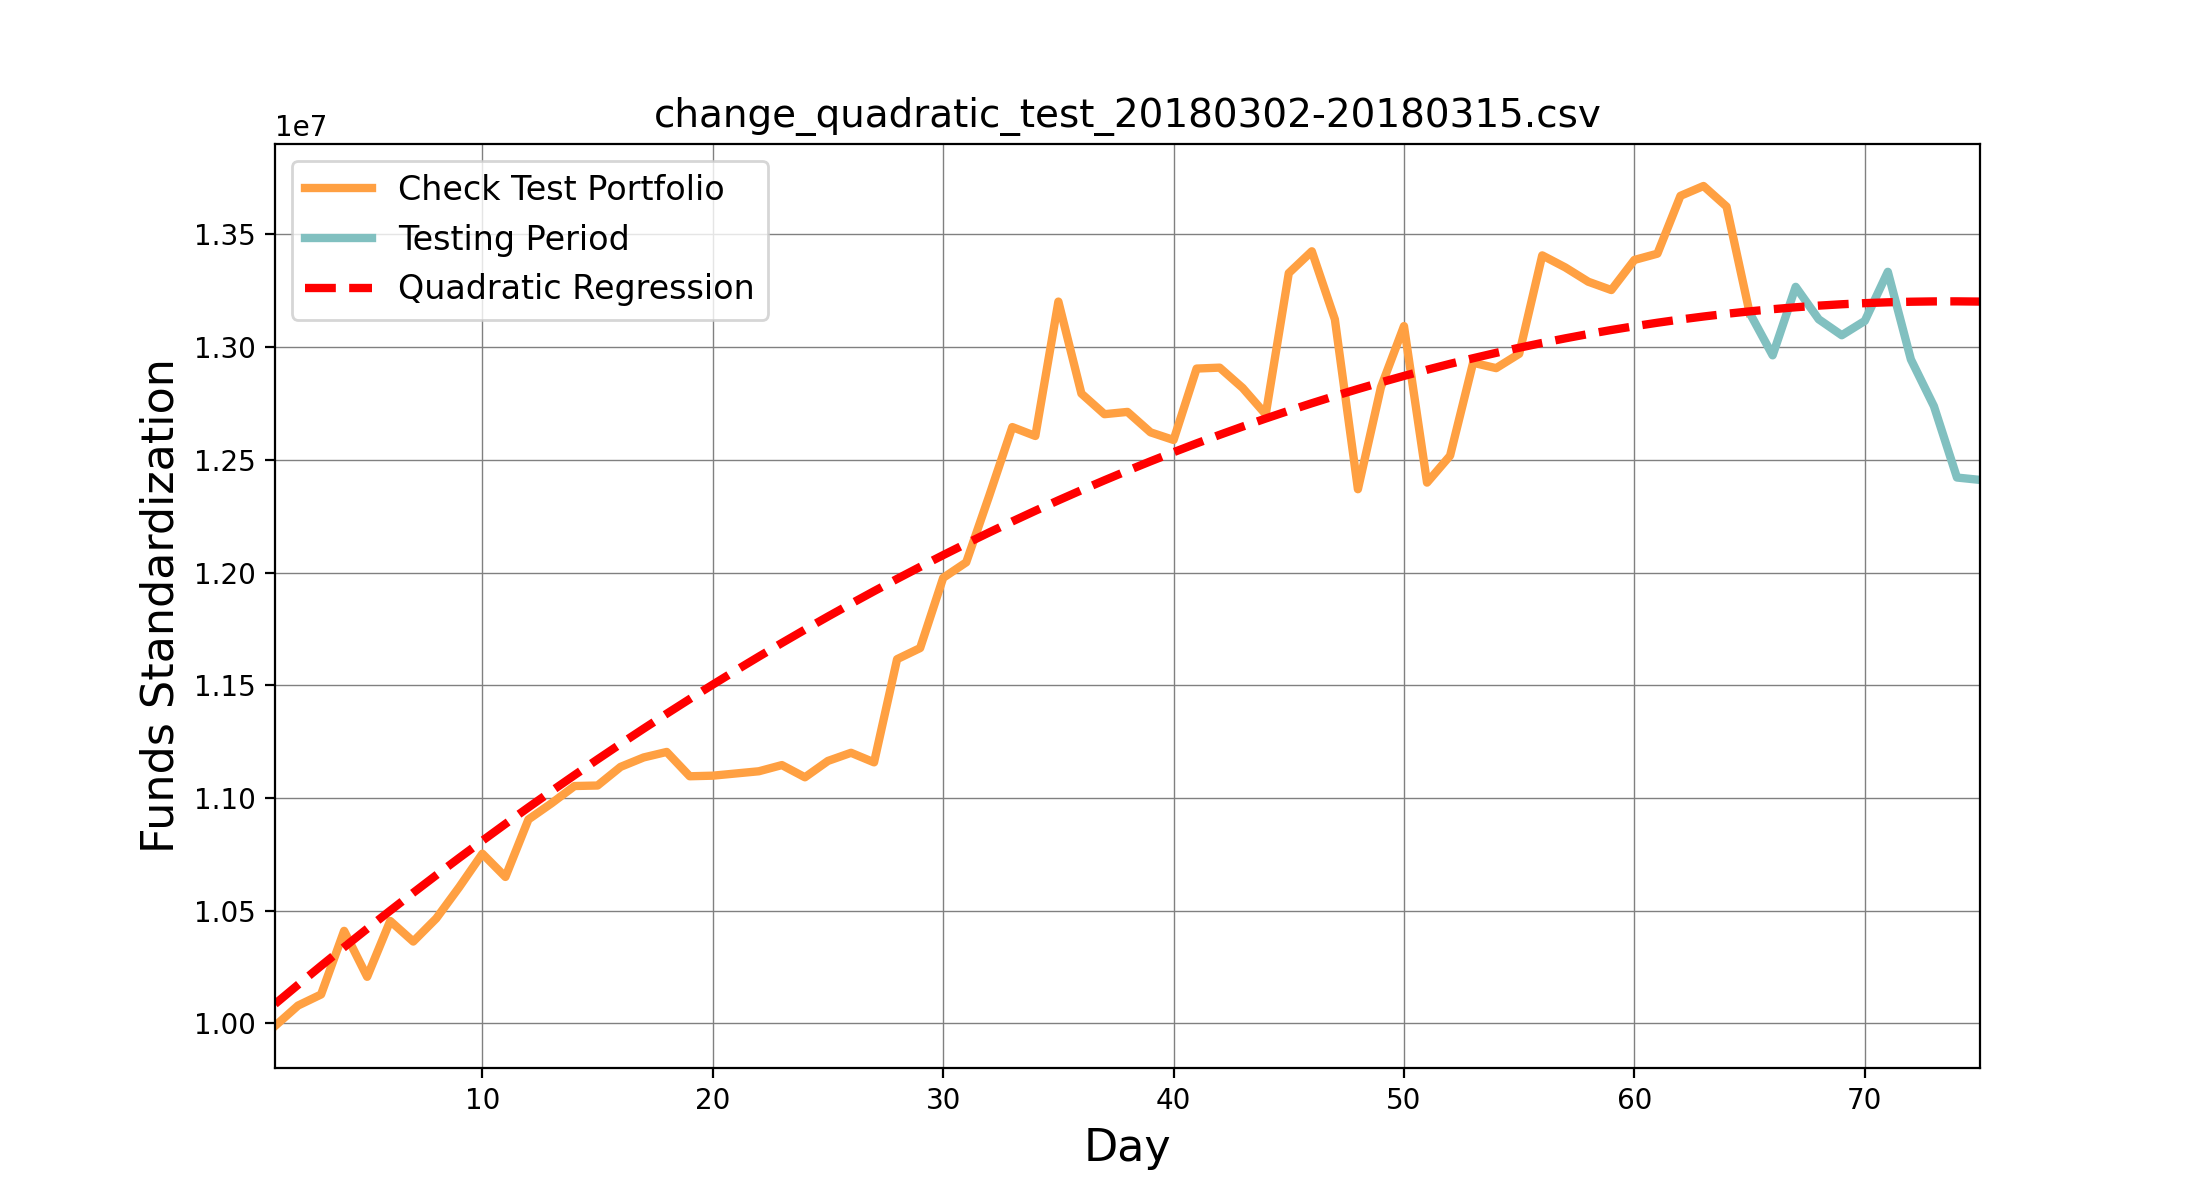 change_quadratic_test_20180302-20180315.csv
1e7
Check Test Portfolio
Testing Period
Quadratic Regression
1.35
1.30
1.25
1.20
1.15
1.10
1.05
1.00
Funds Standardization
10 20 30 40 50 60 70
Day